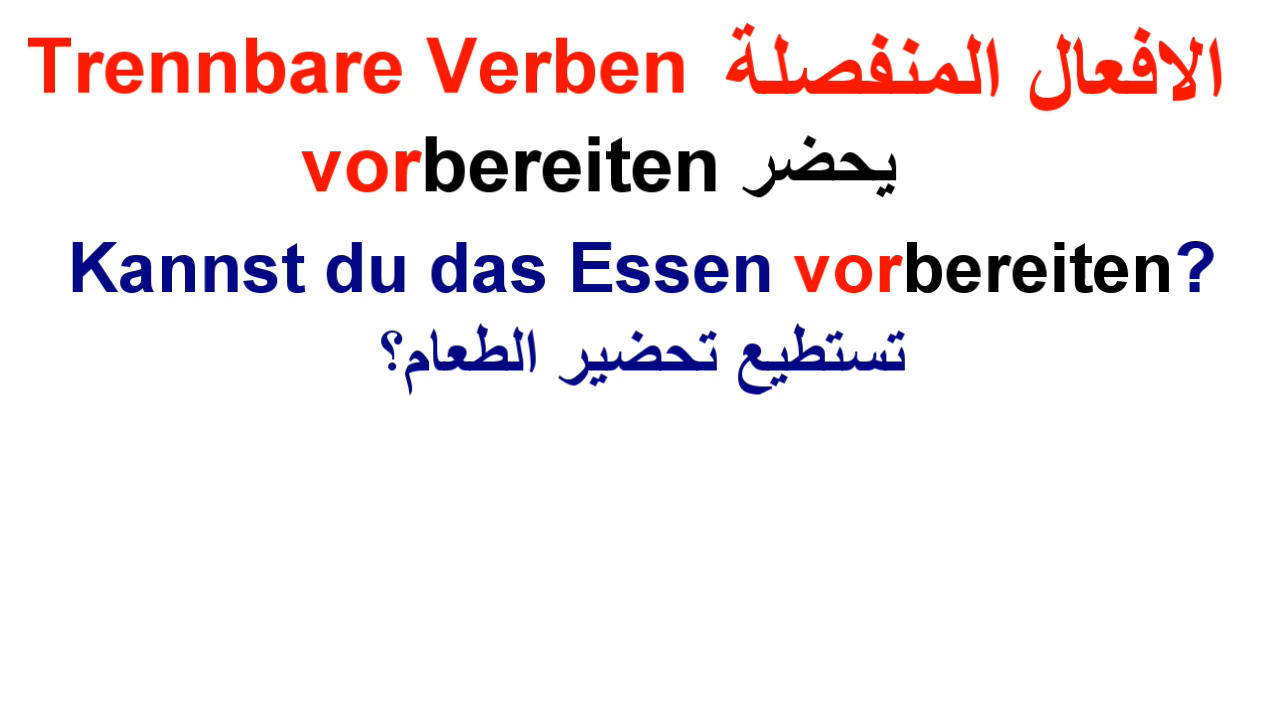 Trennbare Verben الافعال المنفصلة
vorbereiten يحضر
Kannst du das Essen vorbereiten?
تستطيع تحضير الطعام؟